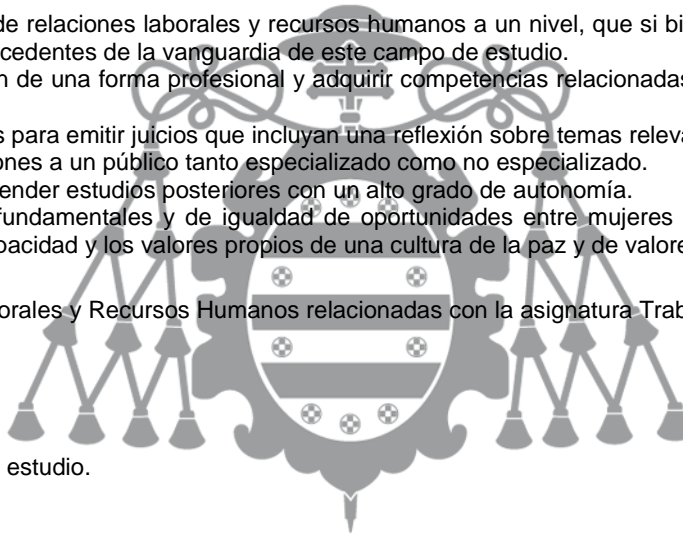 de relaciones laborales y recursos humanos a un nivel, que si bi
cedentes de la vanguardia de este campo de estudio.
n de una forma profesional y adquirir competencias relacionadas
s para emitir juicios que incluyan una reflexión sobre temas releva
ones a un público tanto especializado como no especializado.
ender estudios posteriores con un alto grado de autonomía.
fundamentales y de igualdad de oportunidades entre mujeres
pacidad y los valores propios de una cultura de la paz y de valore
orales y Recursos Humanos relacionadas con la asignatura Trab
estudio.